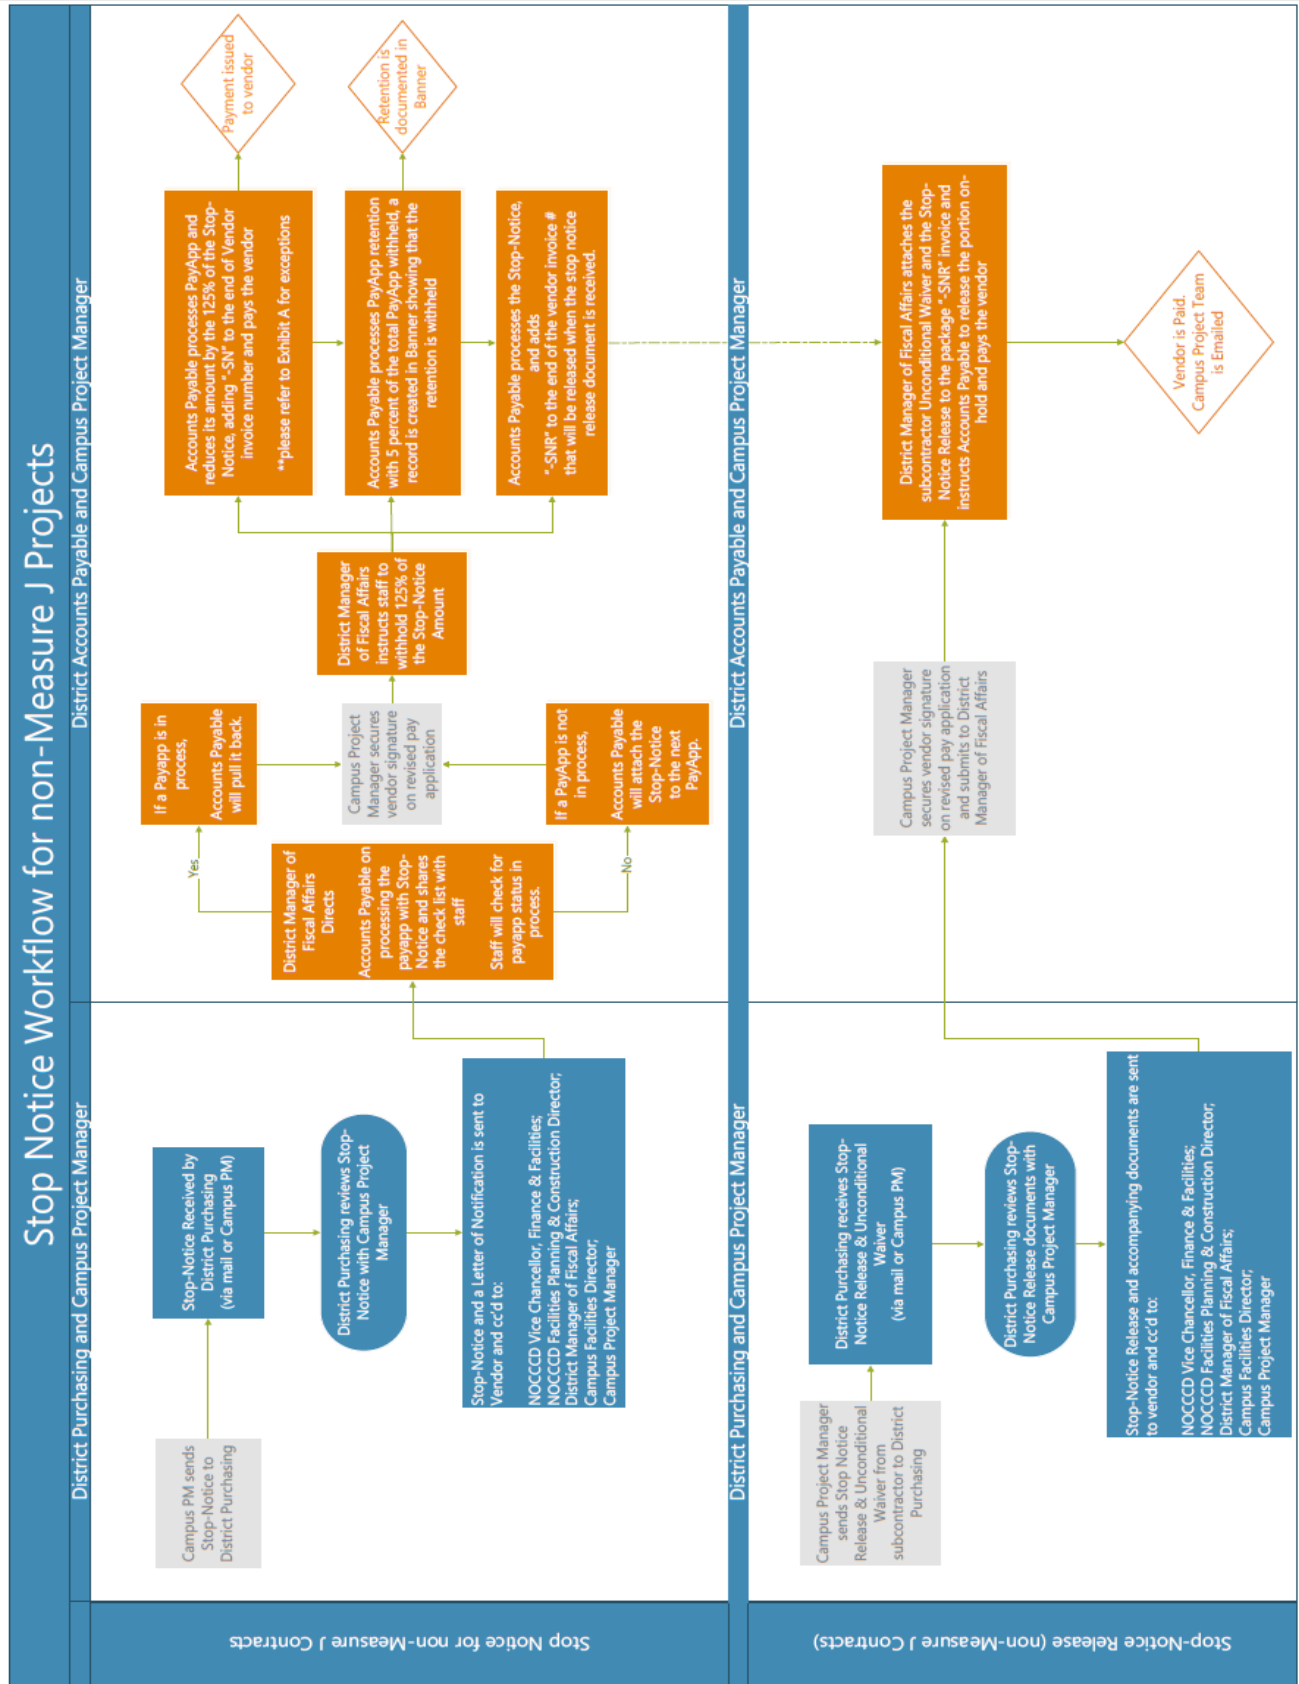 Stop Notice Workflow for non-Measure J Projects
District Purchasing and Campus Project Manager
District Accounts Payable and Campus Project Manager
Stop Notice for non Measure J Contracts
Campus PM sends
Stop-Notice to
District Purchasing
Stop-Notice Received by
District Purchasing
(via mail or Campus PM)
District Purchasing reviews Stop-
Notice with Campus Project
Manager
Stop-Notice and a Letter of Notification is sent to
Vendor and cc'd to:
NOCCCD Vice Chancellor, Finance & Facilities;
NOCCCD Facilities Planning & Construction Director;
District Manager of Fiscal Affairs;
Campus Facilities Director;
Campus Project Manager
District Manager of
Fiscal Affairs
Directs
Accounts Payable on
processing the
payapp with Stop-
Notice and shares
the check list with
staff
Staff will check for
payapp status in
process.
Yes
No
If a Payapp is in
process,
Accounts Payable
will pull it back.
Campus Project
Manager secures
vendor signature
on revised pay
application
If a PayApp is not
in process,
Accounts Payable
will attach the
Stop-Notice
to the next
PayApp.
District Manager
of Fiscal Affairs
instructs staff to
withhold 125% of
the Stop-Notice
Amount
Accounts Payable processes PayApp and
reduces its amount by the 125% of the Stop-
Notice, adding "-SN" to the end of Vendor
invoice number and pays the vendor
**please refer to Exhibit A for exceptions
Accounts Payable processes PayApp retention
with 5 percent of the total PayApp withheld, a
record is created in Banner showing that the
retention is withheld
Accounts Payable processes the Stop-Notice,
and adds
"-SNR" to the end of the vendor invoice #
that will be released when the stop notice
release document is received.
Payment issued
to vendor
Retention is
documented in
Banner
District Purchasing and Campus Project Manager
District Accounts Payable and Campus Project Manager
Stop-Notice Release (non-Measure J Contracts)
Campus Project Manager
sends Stop Notice
Release & Unconditional
Waiver from
subcontractor to District
Purchasing
District Purchasing receives Stop-
Notice Release & Unconditional
Waiver
(via mail or Campus PM)
District Purchasing reviews Stop-
Notice Release documents with
Campus Project Manager
Stop-Notice Release and accompanying documents are sent
to vendor and cc'd to:
NOCCCD Vice Chancellor, Finance & Facilities;
NOCCCD Facilities Planning & Construction Director;
District Manager of Fiscal Affairs;
Campus Facilities Director;
Campus Project Manager
Campus Project Manager
secures vendor signature
on revised pay application
and submits to District
Manager of Fiscal Affairs
District Manager of Fiscal Affairs attaches the
subcontractor Unconditional Waiver and the Stop-
Notice Release to the package "-SNR" invoice and
instructs Accounts Payable to release the portion on-
hold and pays the vendor
Vendor is Paid.
Campus Project Team
is Emailed